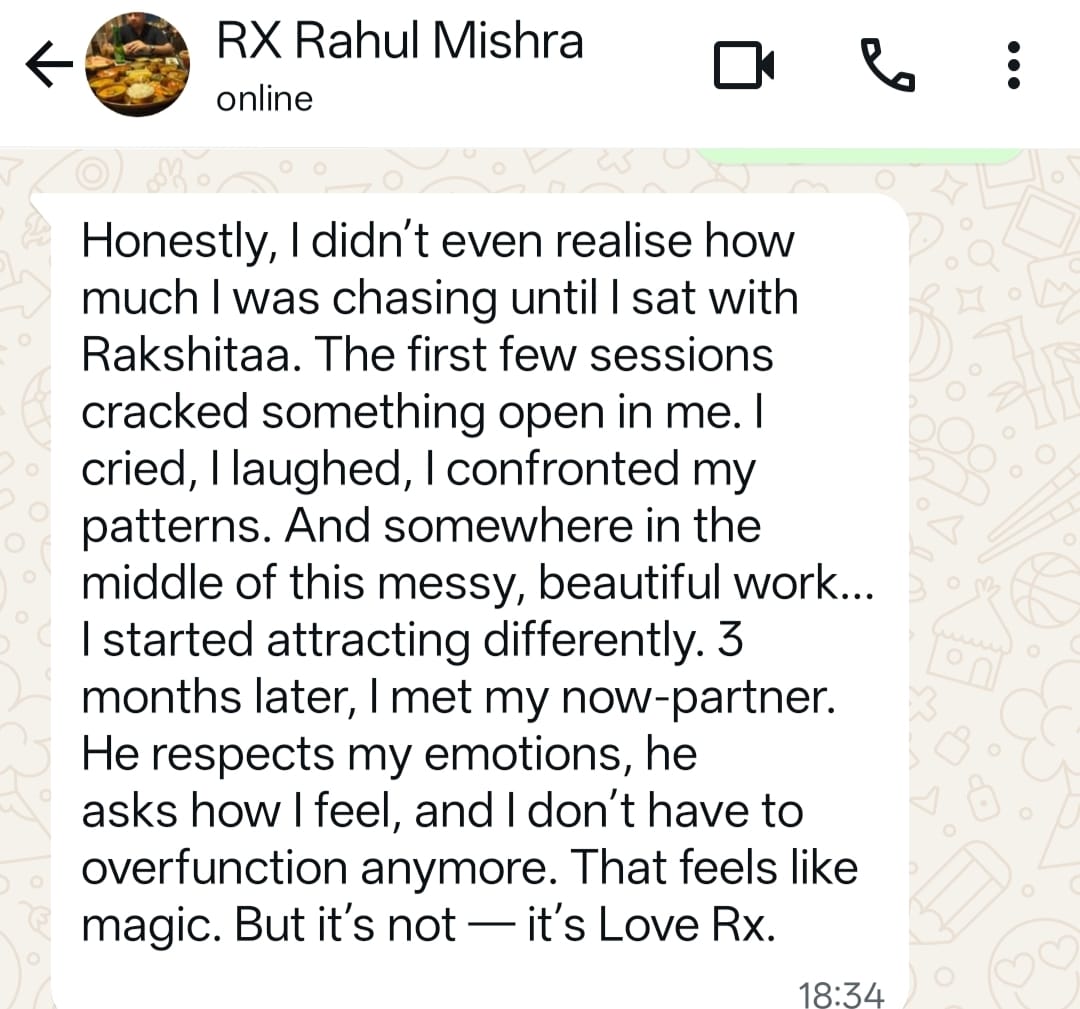 RX Rahul Mishra
online
Honestly, I didn’t even realise how
much I was chasing until I sat with
Rakshitaa. The first few sessions
cracked something open in me. I
cried, I laughed, I confronted my
patterns. And somewhere in the
middle of this messy, beautiful work...
I started attracting differently. 3
months later, I met my now-partner.
He respects my emotions, he
asks how I feel, and I don’t have to
overfunction anymore. That feels like
magic. But it’s not — it’s Love Rx.
18:34